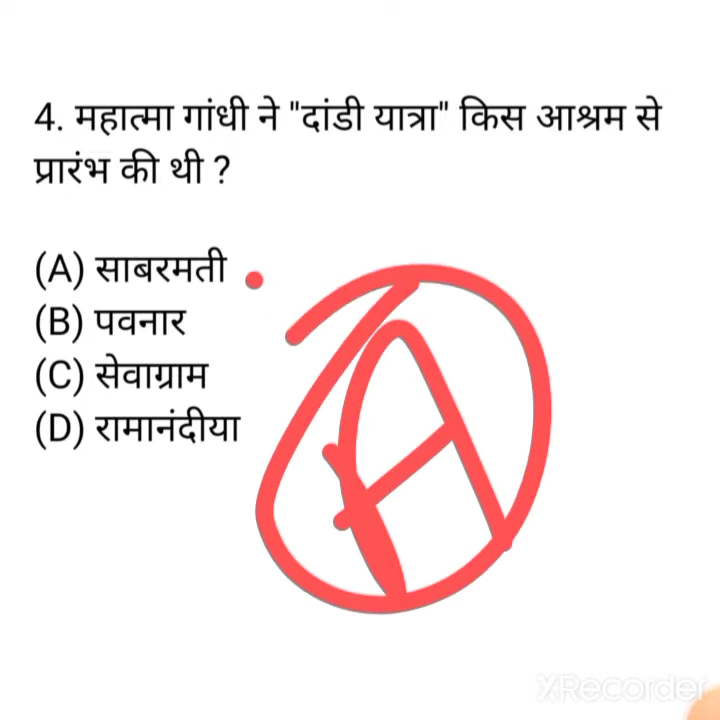 4. महात्मा गांधी ने "दांडी यात्रा" किस आश्रम से
प्रारंभ की थी ?
(A) साबरमती
(B) पवनार
(C) सेवाग्राम
(D) रामानंदीया
A
XRecorder